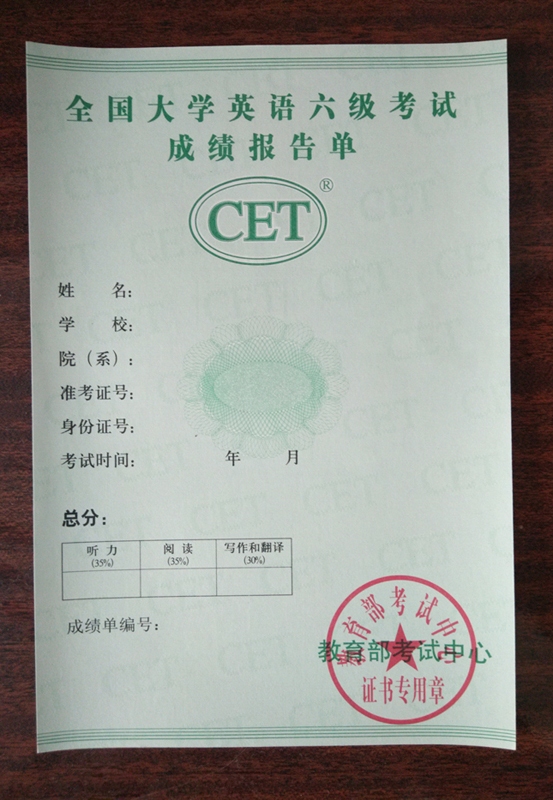 全国大学英语六级考试
成绩报告单
CET®
姓 名:
学 校:
院（系）:
准考证号:
身份证号:
考试时间: 年 月
总分:
听 力 阅 读 写作和翻译
(35%) (35%) (30%)
成绩单编号:
教育部考试中心
教育部考试中心
证书专用章